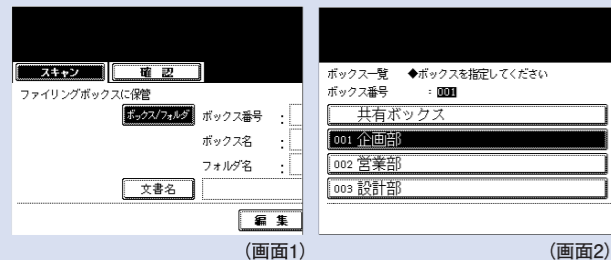 スキャン 確認
ファイリングボックスに保管
ボックス/フォルダ ボックス番号 :
ボックス名 :
フォルダ名 :
文書名
編集
(画面1)
ボックス一覧 ◆ボックスを指定してください
ボックス番号 : 001
共有ボックス
001 企画部
002 営業部
003 設計部
(画面2)